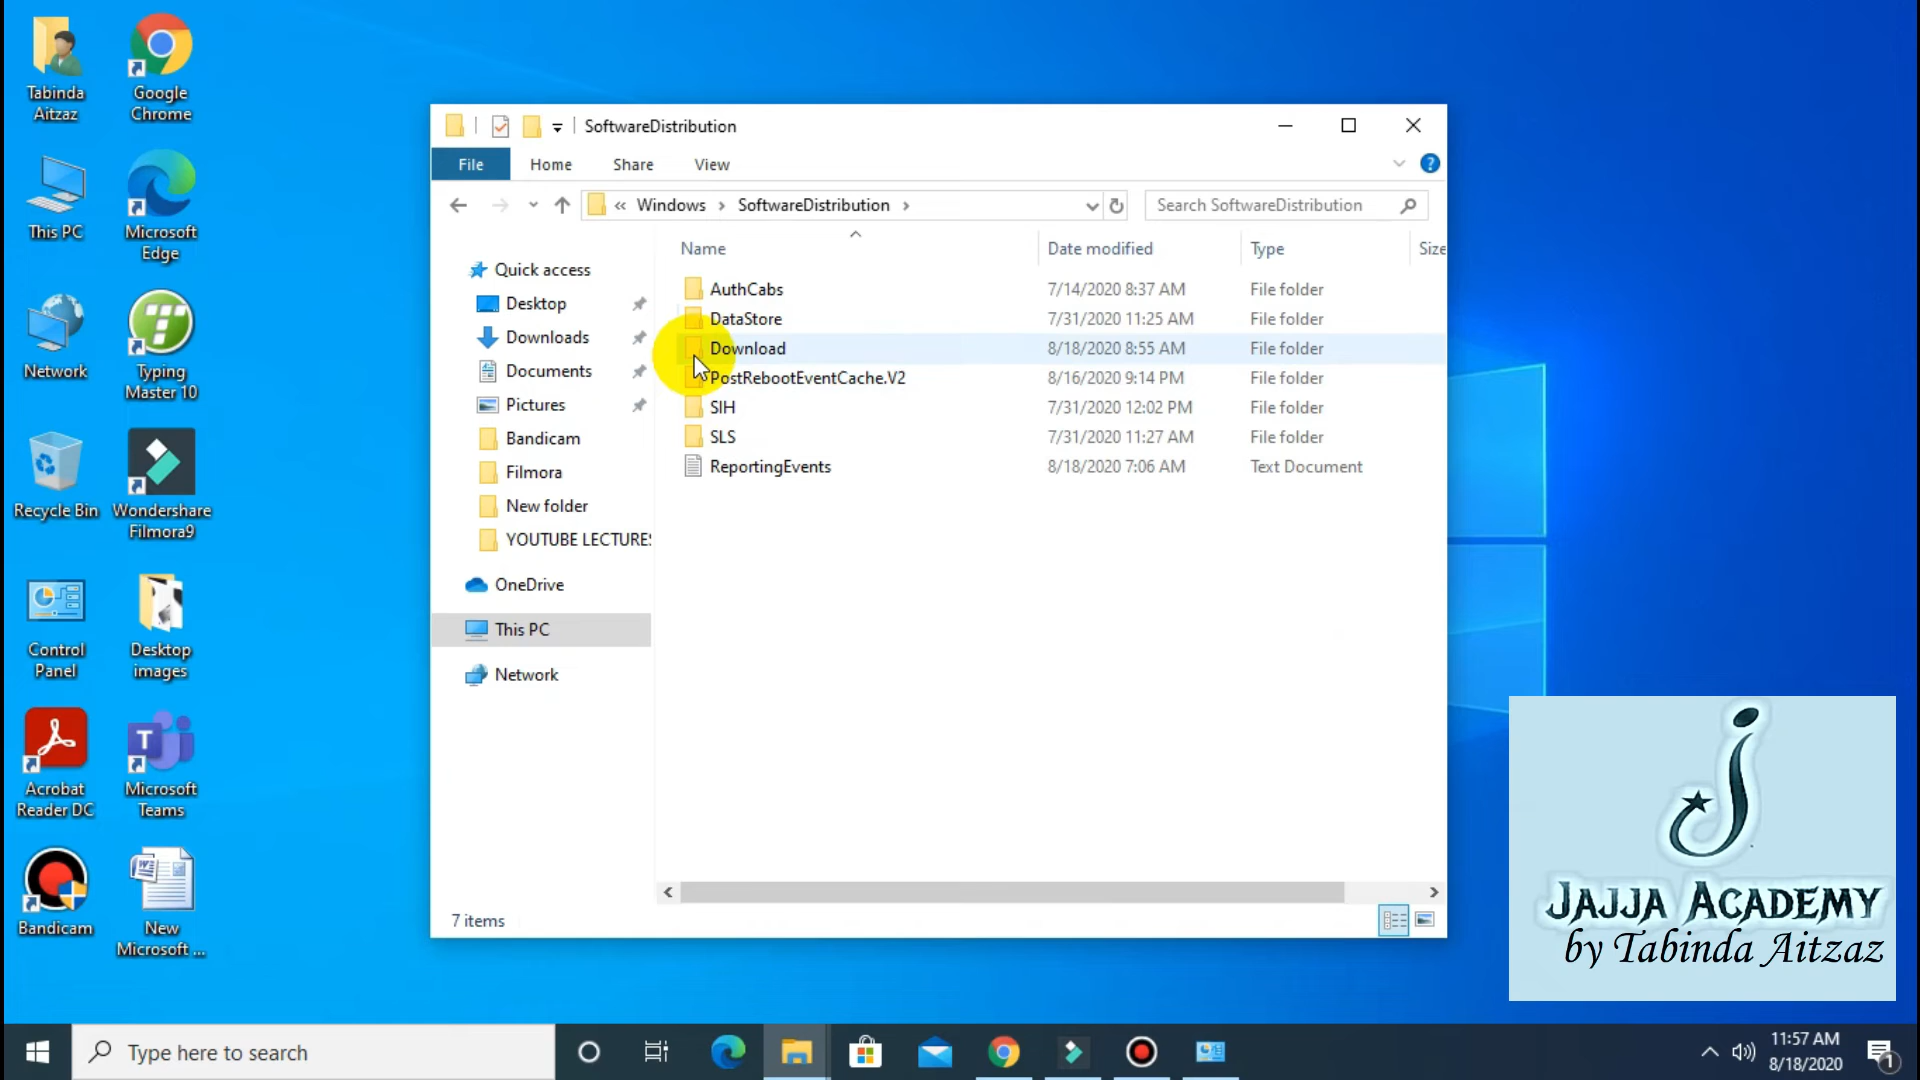 Tabinda
Aitzaz
Google
Chrome
This PC
Microsoft
Edge
Network
Typing
Master 10
Recycle Bin
Wondershare
Filmora9
Control
Panel
Desktop
images
Acrobat
Reader DC
Microsoft
Teams
Bandicam
New
Microsoft ...
SoftwareDistribution
File Home Share View
« Windows › SoftwareDistribution ›
Search SoftwareDistribution
Quick access
Desktop
Downloads
Documents
Pictures
Bandicam
Filmora
New folder
YOUTUBE LECTURES
OneDrive
This PC
Network
Name Date modified Type Size
AuthCabs 7/14/2020 8:37 AM File folder
DataStore 7/31/2020 11:25 AM File folder
Download 8/18/2020 8:55 AM File folder
PostRebootEventCache.V2 8/16/2020 9:14 PM File folder
SIH 7/31/2020 12:02 PM File folder
SLS 7/31/2020 11:27 AM File folder
ReportingEvents 8/18/2020 7:06 AM Text Document
7 items
Jajja Academy
by Tabinda Aitzaz
Type here to search
11:57 AM
8/18/2020
1